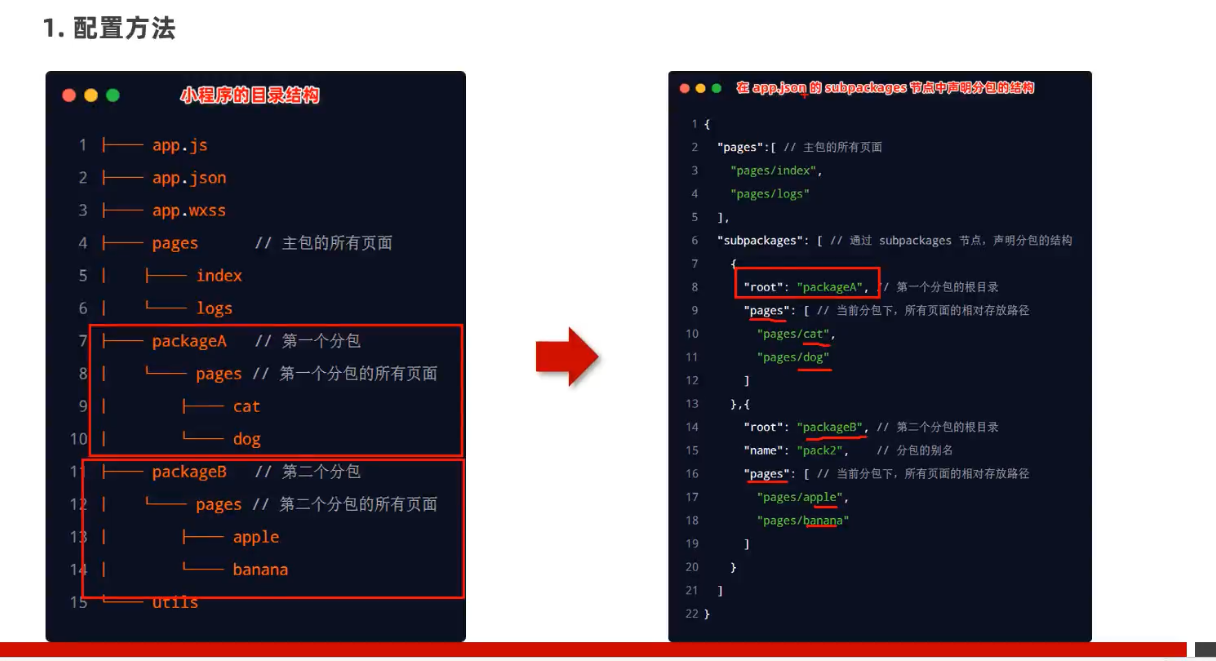 1. 配置方法
小程序的目录结构
1 ├── app.js
2 ├── app.json
3 ├── app.wxss
4 ├── pages // 主包的所有页面
5 │ ├── index
6 │ └── logs
7 ├── packageA // 第一个分包
8 │ └── pages // 第一个分包的所有页面
9 │ ├── cat
10 │ └── dog
11 ├── packageB // 第二个分包
12 │ └── pages // 第二个分包的所有页面
13 │ ├── apple
14 │ └── banana
15 └── utils
在 app.json 的 subpackages 节点中声明分包的结构
1 {
2 "pages":[ // 主包的所有页面
3 "pages/index",
4 "pages/logs"
5 ],
6 "subpackages": [ // 通过 subpackages 节点，声明分包的结构
7 {
8 "root": "packageA", // 第一个分包的根目录
9 "pages": [ // 当前分包下，所有页面的相对存放路径
10 "pages/cat",
11 "pages/dog"
12 ]
13 },{
14 "root": "packageB", // 第二个分包的根目录
15 "name": "pack2", // 分包的别名
16 "pages": [ // 当前分包下，所有页面的相对存放路径
17 "pages/apple",
18 "pages/banana"
19 ]
20 }
21 ]
22 }